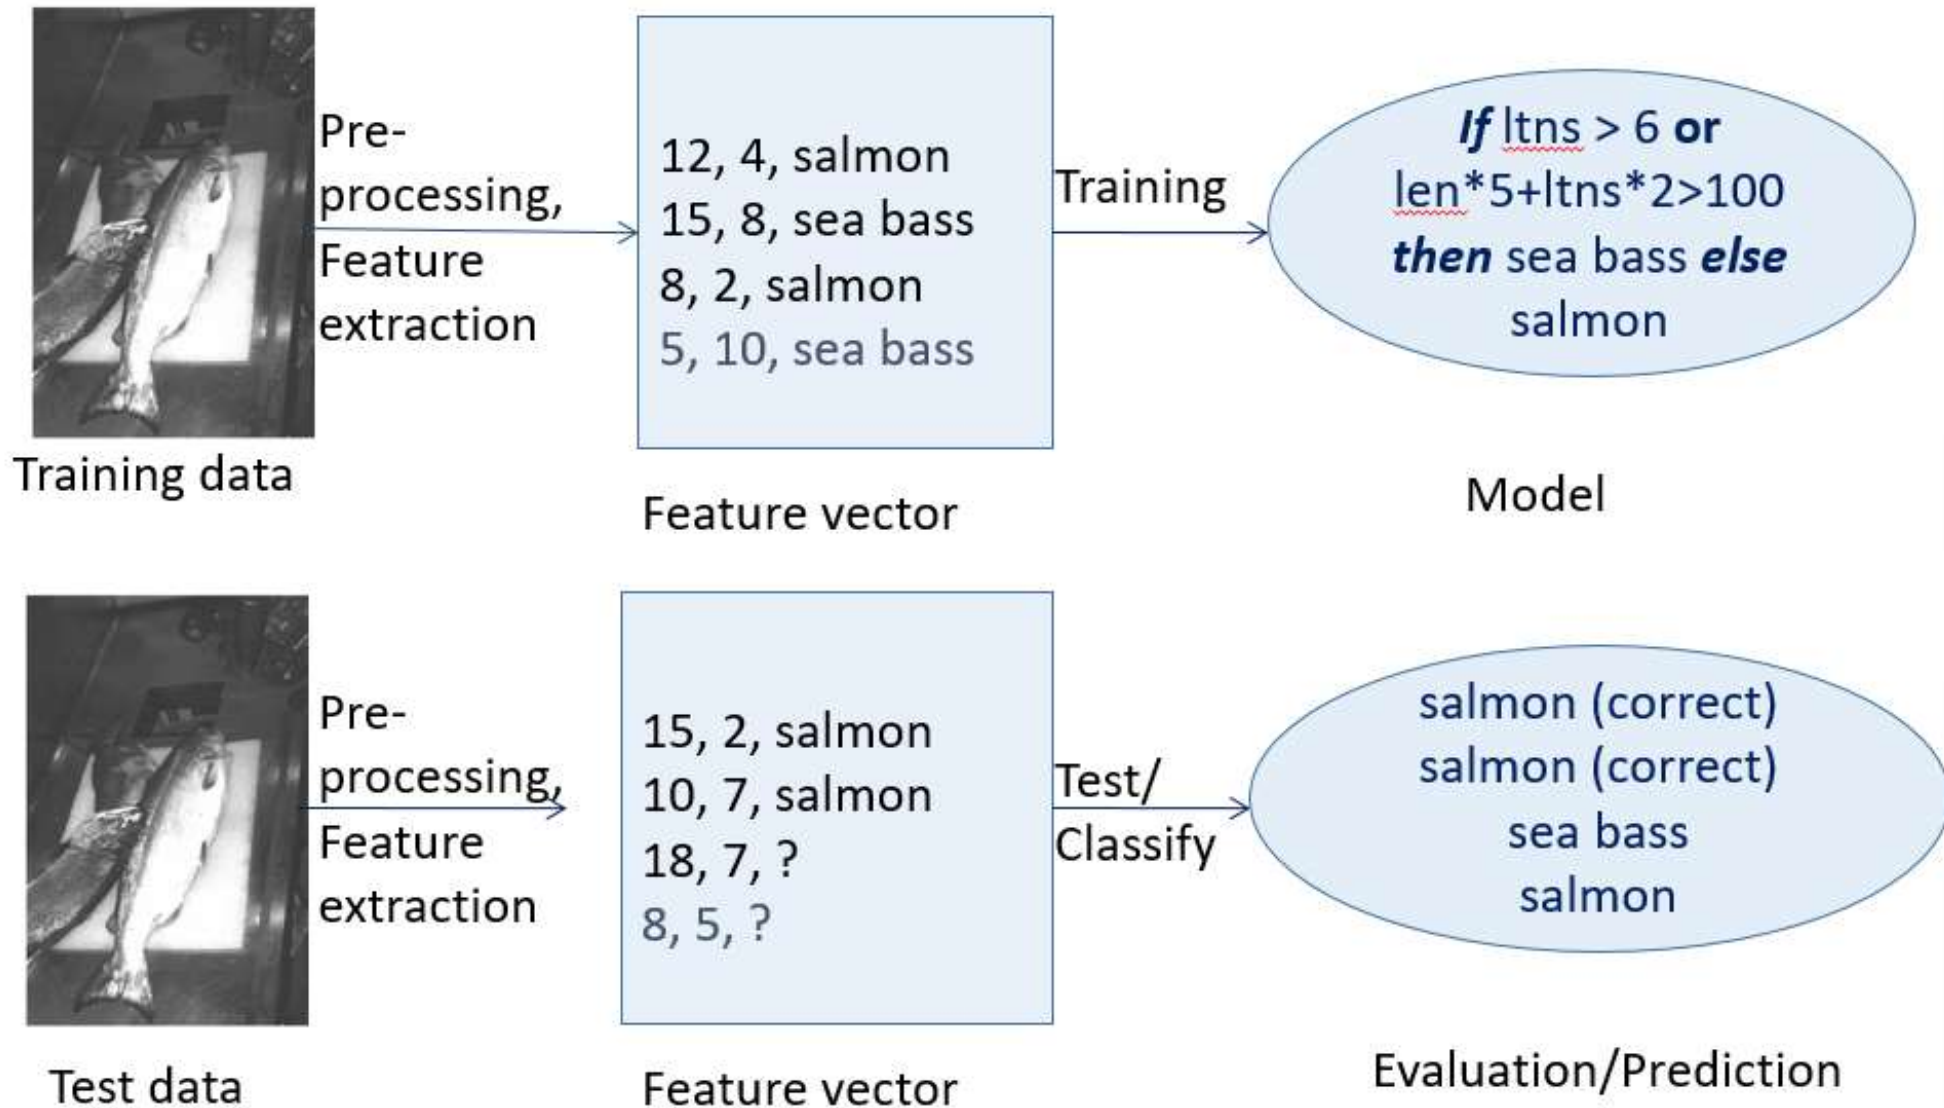 Pre-
processing,
Feature
extraction
Training data
12, 4, salmon
15, 8, sea bass
8, 2, salmon
5, 10, sea bass
Feature vector
Training
If ltns > 6 or
len*5+ltns*2>100
then sea bass else
salmon
Model
Pre-
processing,
Feature
extraction
Test data
15, 2, salmon
10, 7, salmon
18, 7, ?
8, 5, ?
Feature vector
Test/
Classify
salmon (correct)
salmon (correct)
sea bass
salmon
Evaluation/Prediction